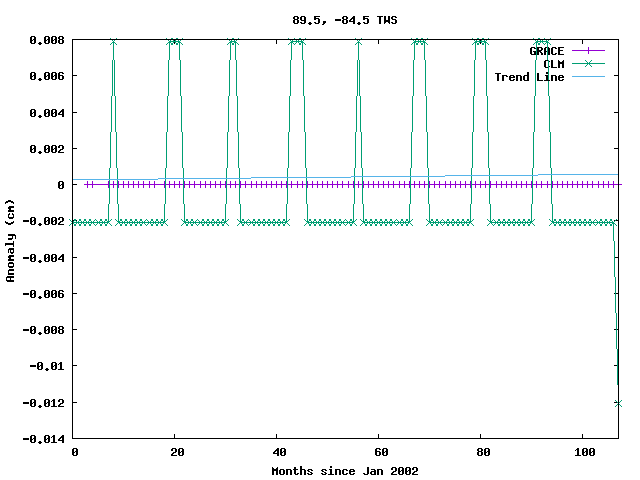 89.5, -84.5 TWS
GRACE
CLM
Trend Line
0.008
0.006
0.004
0.002
0
-0.002
-0.004
-0.006
-0.008
-0.01
-0.012
-0.014
Anomaly (cm)
0 20 40 60 80 100
Months since Jan 2002